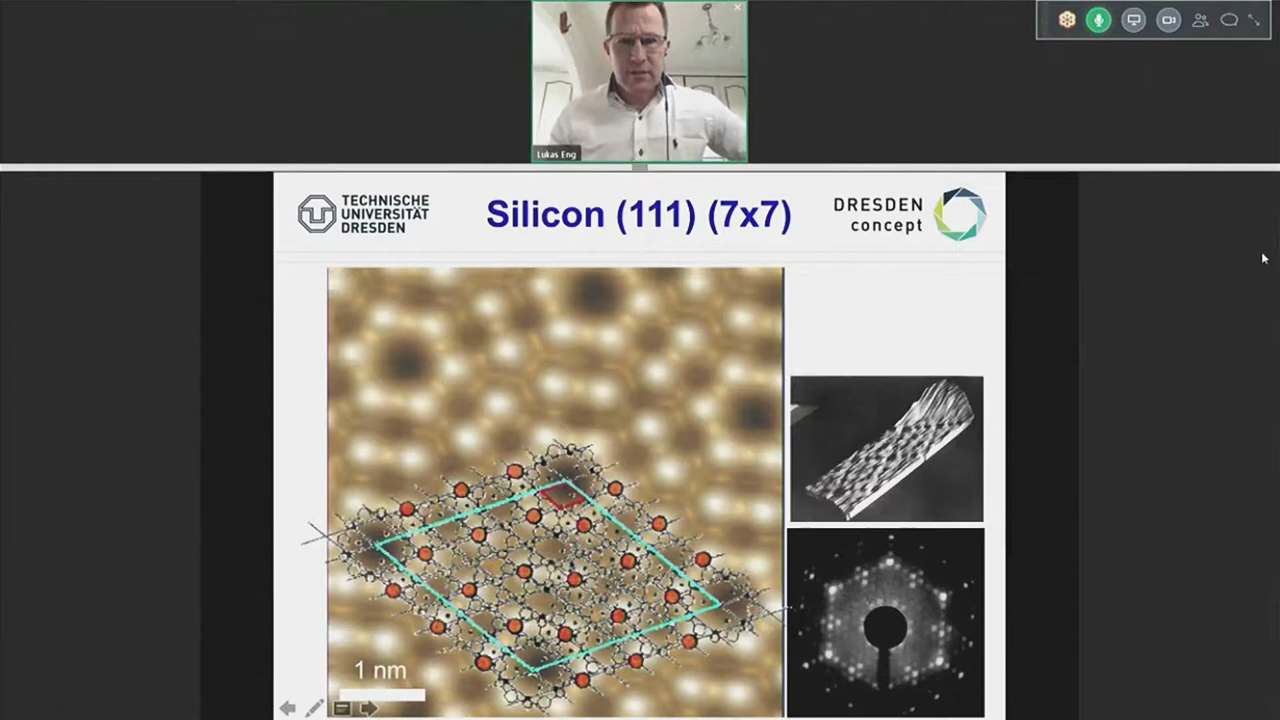 Lukas Eng
TECHNISCHE
UNIVERSITÄT
DRESDEN
Silicon (111) (7x7)
DRESDEN
concept
1 nm